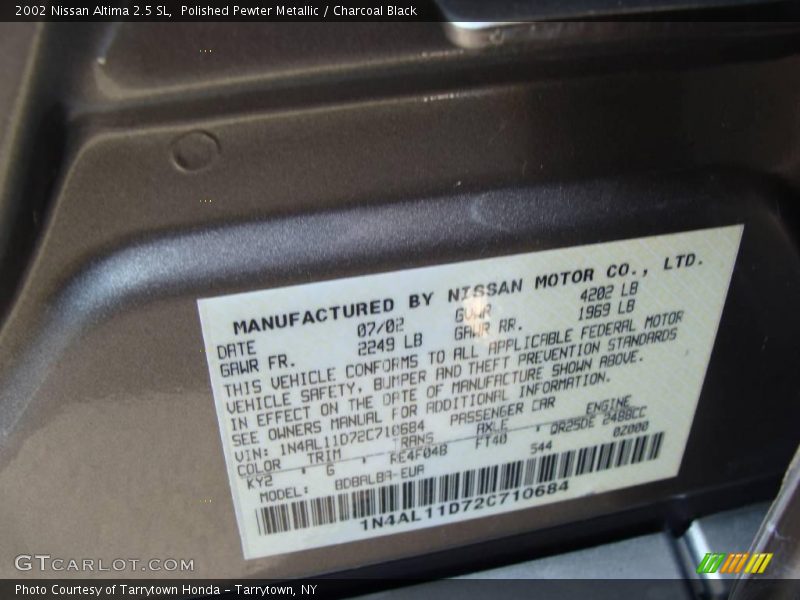 2002 Nissan Altima 2.5 SL, Polished Pewter Metallic / Charcoal Black
MANUFACTURED BY NISSAN MOTOR CO., LTD.
DATE 07/02 GVWR 4202 LB
GAWR FR. 2249 LB GAWR RR. 1969 LB
THIS VEHICLE CONFORMS TO ALL APPLICABLE FEDERAL MOTOR
VEHICLE SAFETY, BUMPER AND THEFT PREVENTION STANDARDS
IN EFFECT ON THE DATE OF MANUFACTURE SHOWN ABOVE.
SEE OWNERS MANUAL FOR ADDITIONAL INFORMATION.
VIN: 1N4AL11D72C710684 PASSENGER CAR
COLOR TRIM TRANS AXLE ENGINE
KY2 , G , RE4F04B FT40 , QR25DE 2488CC
MODEL: BDBALBA-EUA 544 02000
1N4AL11D72C710684
GTCARLOT.COM
Photo Courtesy of Tarrytown Honda - Tarrytown, NY